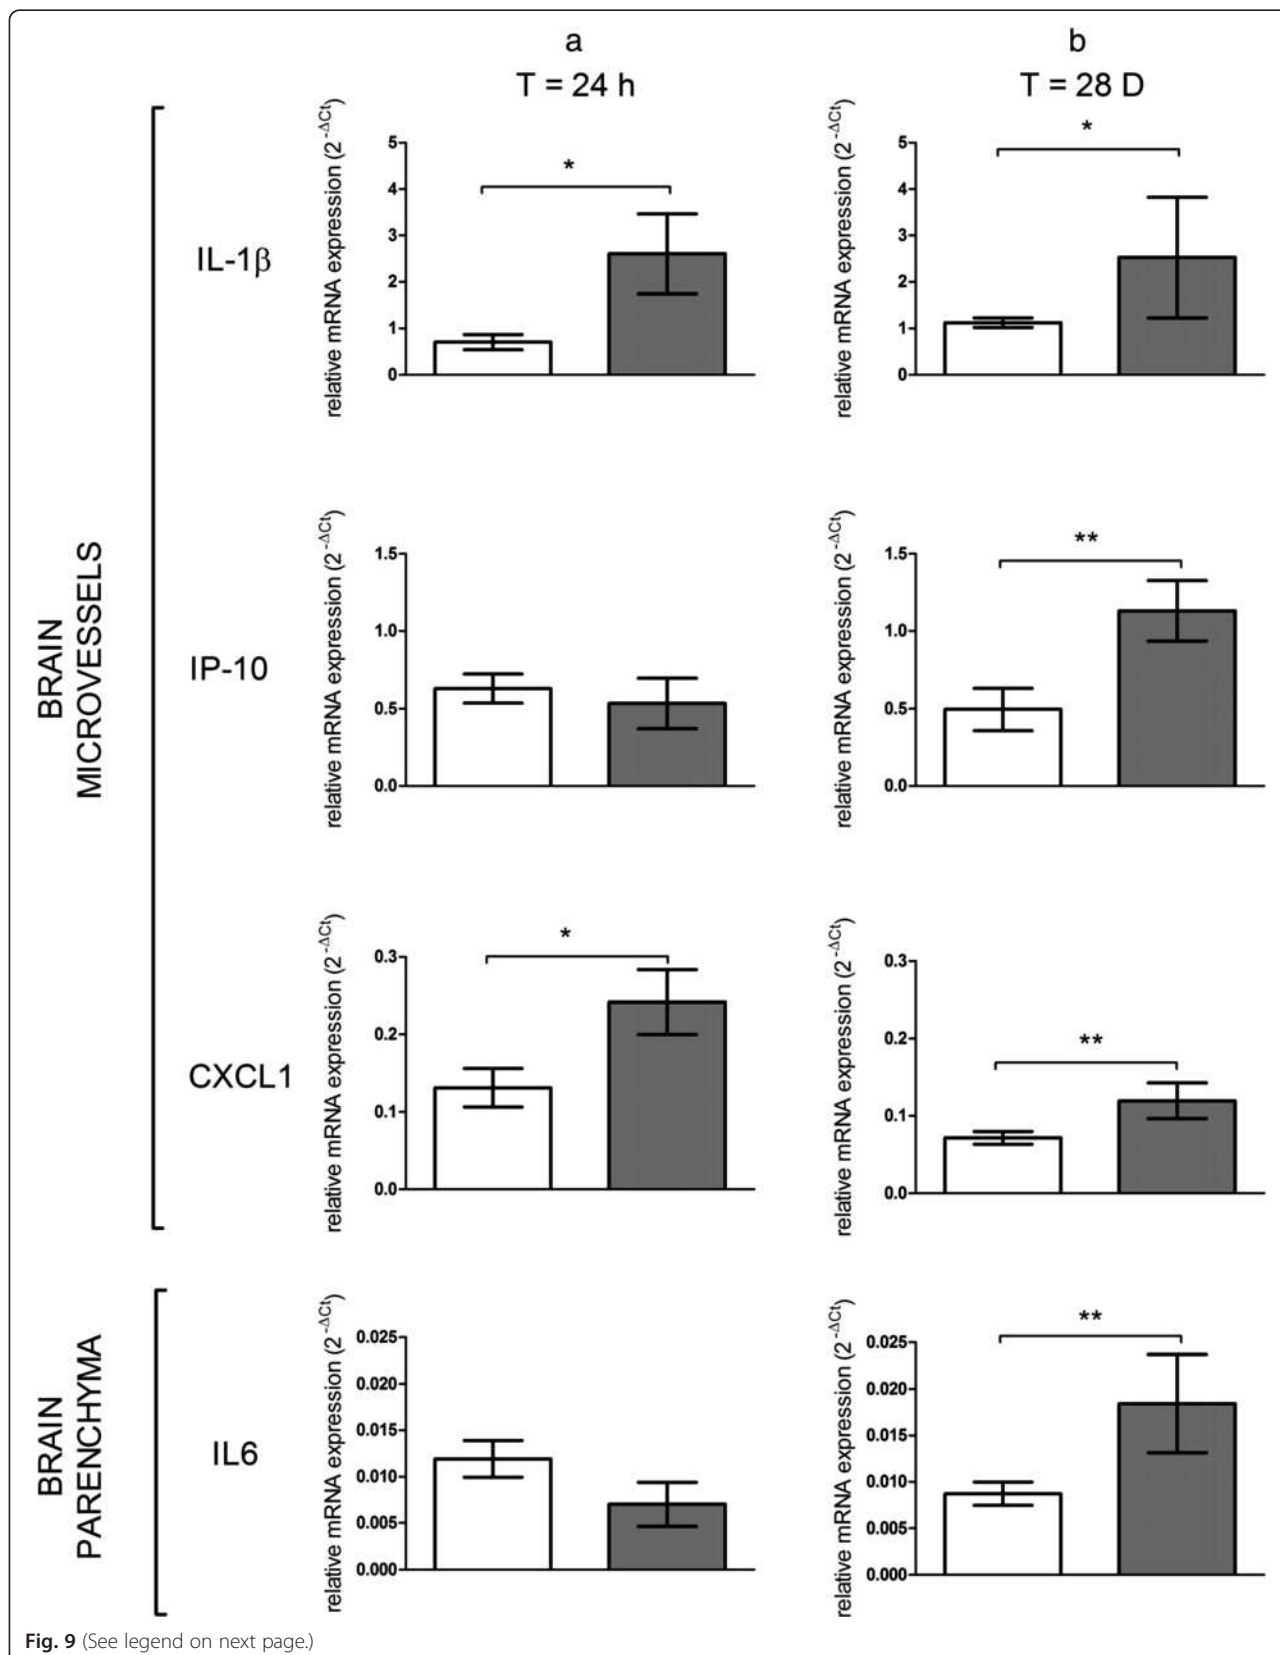 a
b
T = 24 h
T = 28 D
BRAIN
MICROVESSELS
IL-1β
relative mRNA expression (2^-ΔCt)
5
4
3
2
1
0
*
relative mRNA expression (2^-ΔCt)
5
4
3
2
1
0
*
IP-10
relative mRNA expression (2^-ΔCt)
1.5
1.0
0.5
0.0
relative mRNA expression (2^-ΔCt)
1.5
1.0
0.5
0.0
**
CXCL1
relative mRNA expression (2^-ΔCt)
0.3
0.2
0.1
0.0
*
relative mRNA expression (2^-ΔCt)
0.3
0.2
0.1
0.0
**
BRAIN
PARENCHYMA
IL6
relative mRNA expression (2^-ΔCt)
0.025
0.020
0.015
0.010
0.005
0.000
relative mRNA expression (2^-ΔCt)
0.025
0.020
0.015
0.010
0.005
0.000
**
Fig. 9 (See legend on next page.)